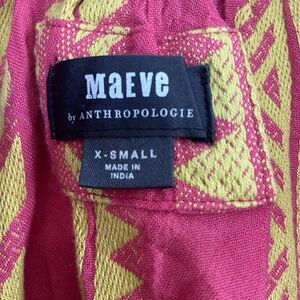 MaEve
by ANTHROPOLOGIE
X-SMALL
MADE IN
INDIA